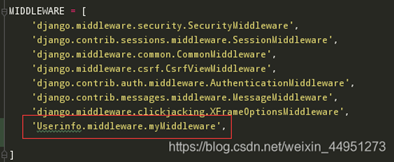 MIDDLEWARE = [
'django.middleware.security.SecurityMiddleware',
'django.contrib.sessions.middleware.SessionMiddleware',
'django.middleware.common.CommonMiddleware',
'django.middleware.csrf.CsrfViewMiddleware',
'django.contrib.auth.middleware.AuthenticationMiddleware',
'django.contrib.messages.middleware.MessageMiddleware',
'django.middleware.clickjacking.XFrameOptionsMiddleware',
'Userinfo.middleware.myMiddleware',
https://blog.csdn.net/weixin_44951273
]